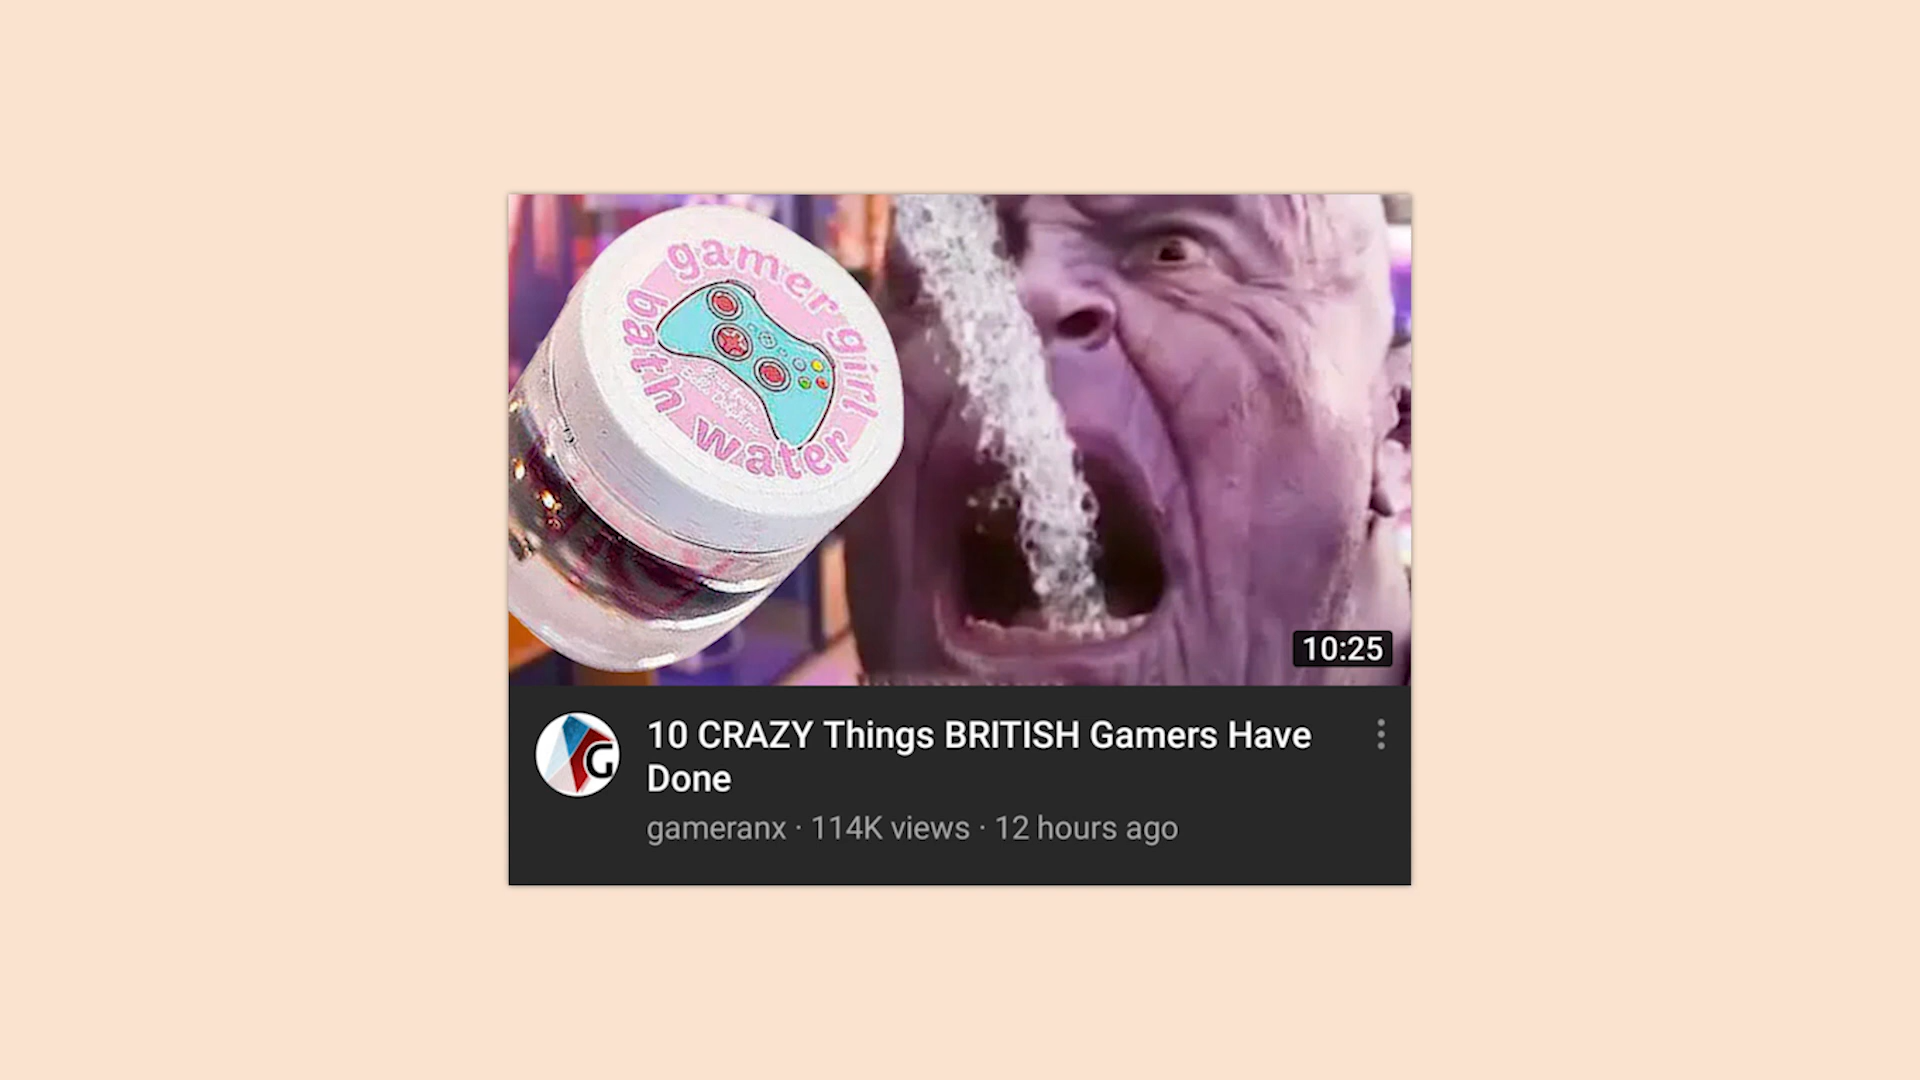 gamer girl
bath water
10:25
G
10 CRAZY Things BRITISH Gamers Have
Done
gameranx · 114K views · 12 hours ago